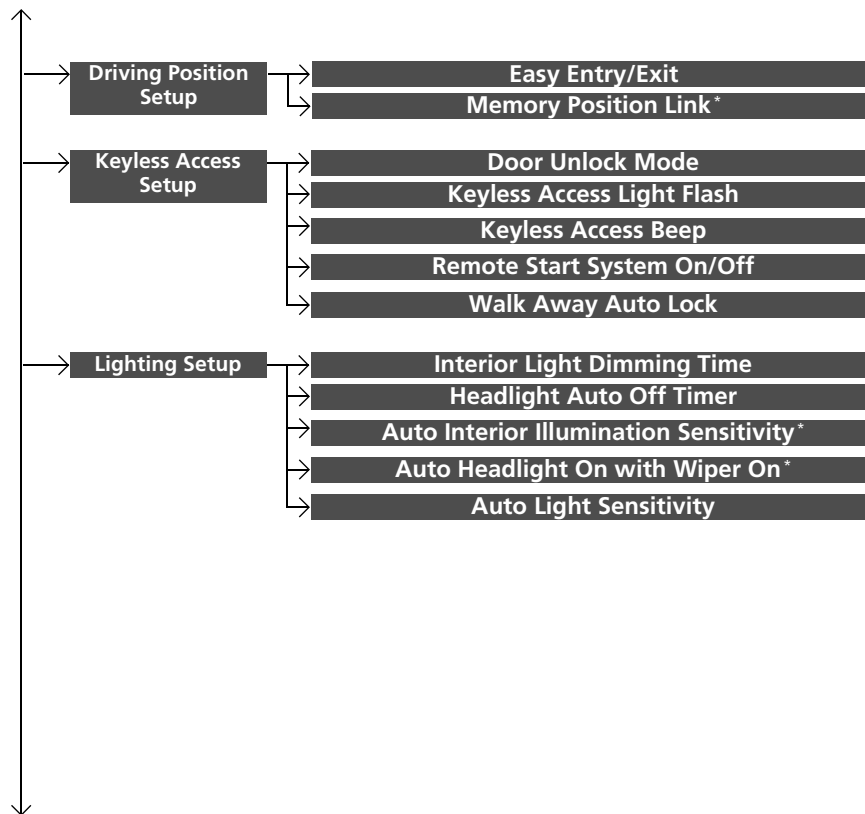 Driving Position
Setup
Easy Entry/Exit
Memory Position Link*
Keyless Access
Setup
Door Unlock Mode
Keyless Access Light Flash
Keyless Access Beep
Remote Start System On/Off
Walk Away Auto Lock
Lighting Setup
Interior Light Dimming Time
Headlight Auto Off Timer
Auto Interior Illumination Sensitivity*
Auto Headlight On with Wiper On*
Auto Light Sensitivity